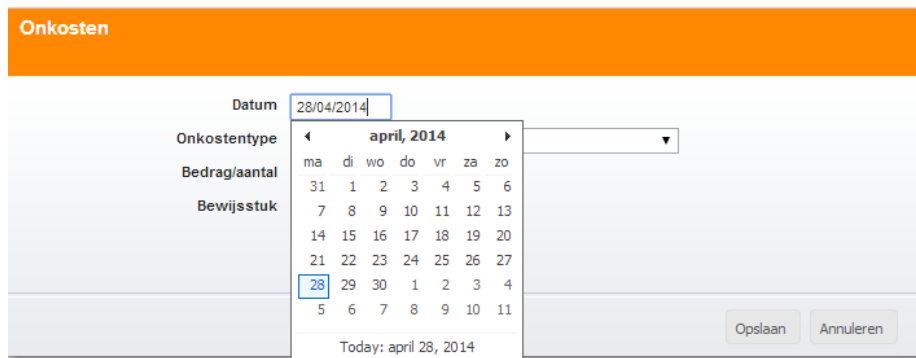 Onkosten
Datum 28/04/2014
Onkostentype
Bedrag/aantal
Bewijsstuk
april, 2014
ma di wo do vr za zo
31 1 2 3 4 5 6
7 8 9 10 11 12 13
14 15 16 17 18 19 20
21 22 23 24 25 26 27
28 29 30 1 2 3 4
5 6 7 8 9 10 11
Today: april 28, 2014
Opslaan Annuleren